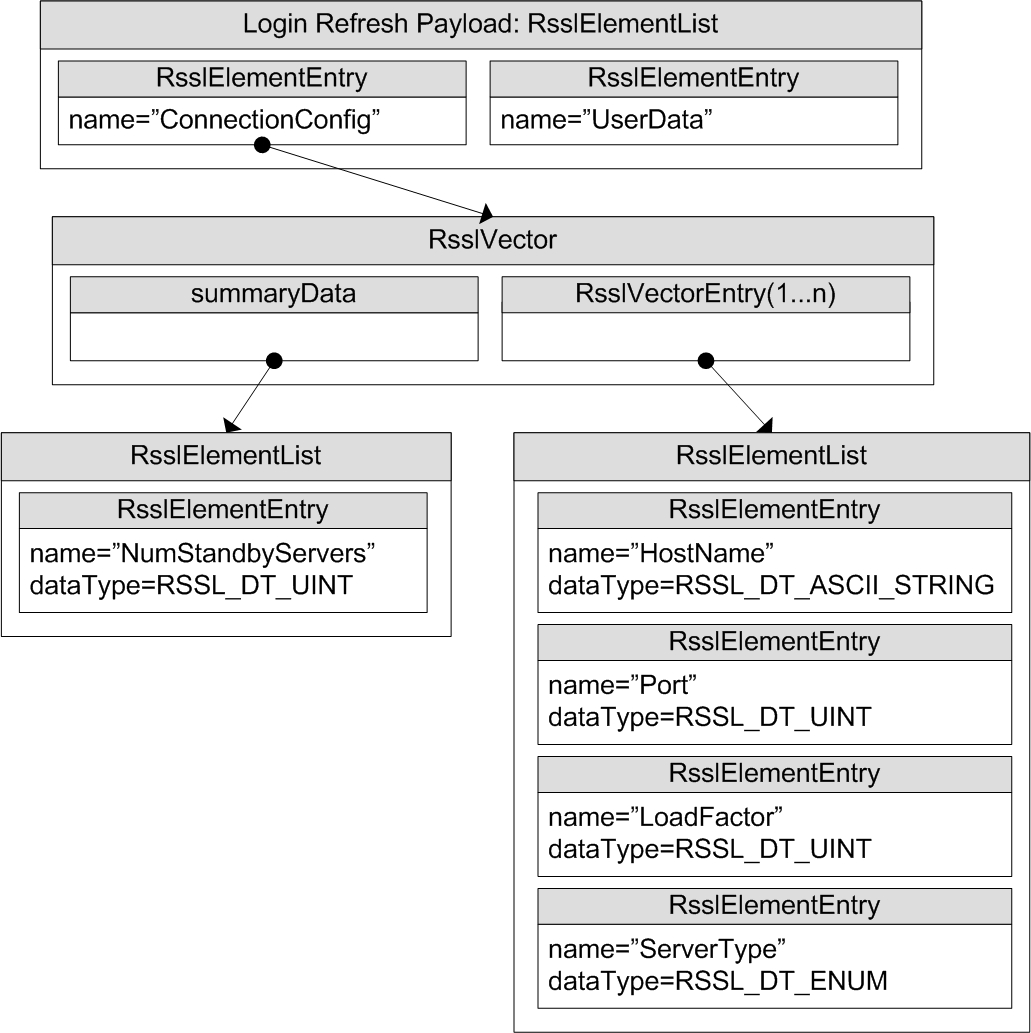 Login Refresh Payload: RsslElementList
RsslElementEntry
name=”ConnectionConfig”
RsslElementEntry
name=”UserData”
RsslVector
summaryData
RsslVectorEntry(1...n)
RsslElementList
RsslElementEntry
name=”NumStandbyServers”
dataType=RSSL_DT_UINT
RsslElementList
RsslElementEntry
name=”HostName”
dataType=RSSL_DT_ASCII_STRING
RsslElementEntry
name=”Port”
dataType=RSSL_DT_UINT
RsslElementEntry
name=”LoadFactor”
dataType=RSSL_DT_UINT
RsslElementEntry
name=”ServerType”
dataType=RSSL_DT_ENUM